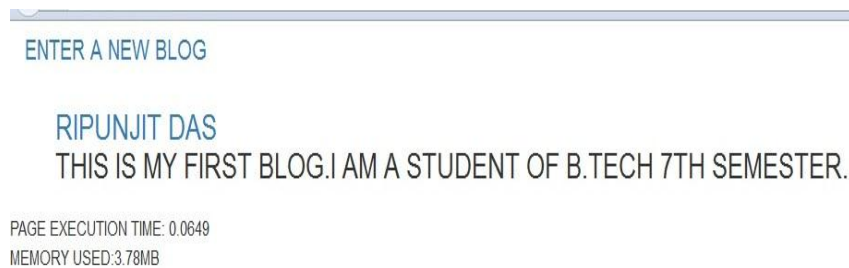 ENTER A NEW BLOG
RIPUNJIT DAS
THIS IS MY FIRST BLOG.I AM A STUDENT OF B.TECH 7TH SEMESTER.
PAGE EXECUTION TIME: 0.0649
MEMORY USED:3.78MB